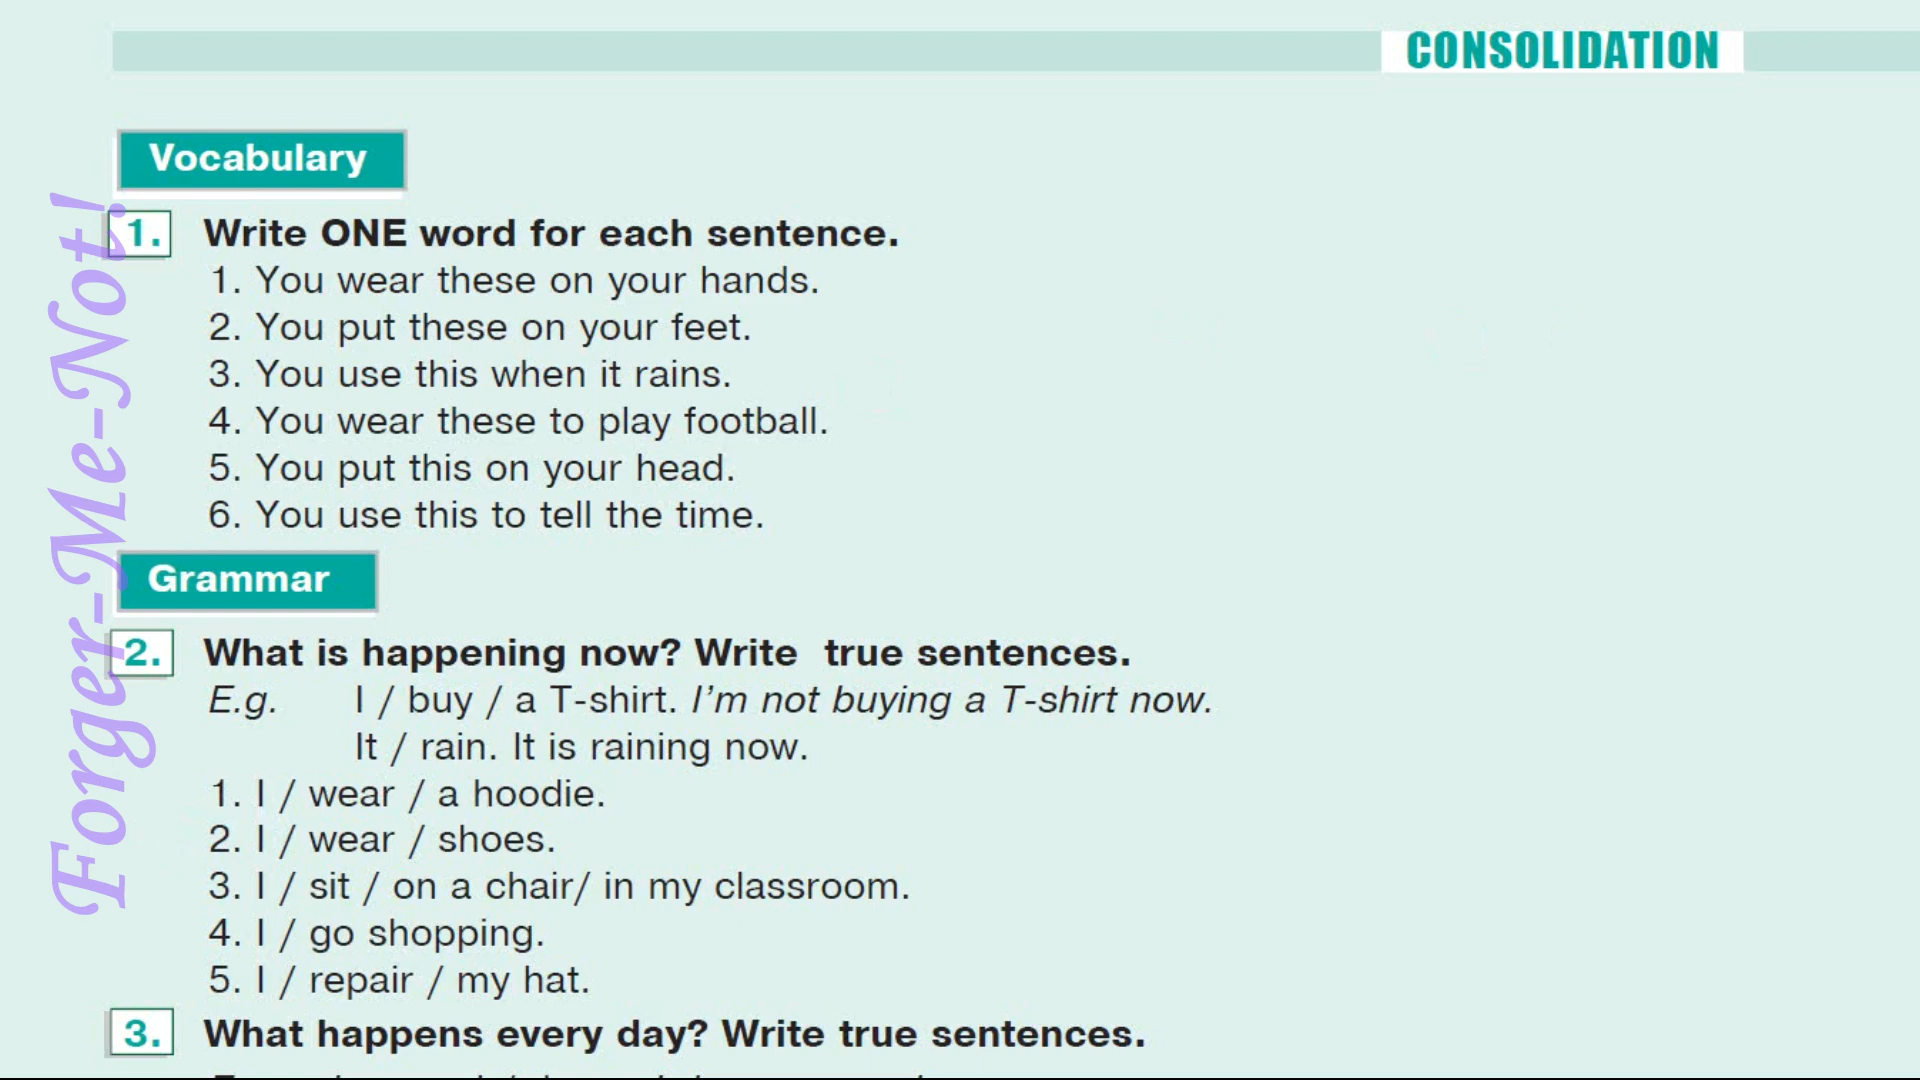 CONSOLIDATION
Vocabulary
1. Write ONE word for each sentence.
1. You wear these on your hands.
2. You put these on your feet.
3. You use this when it rains.
4. You wear these to play football.
5. You put this on your head.
6. You use this to tell the time.
Grammar
2. What is happening now? Write true sentences.
E.g. I / buy / a T-shirt. I'm not buying a T-shirt now.
It / rain. It is raining now.
1. I / wear / a hoodie.
2. I / wear / shoes.
3. I / sit / on a chair/ in my classroom.
4. I / go shopping.
5. I / repair / my hat.
3. What happens every day? Write true sentences.
Forger-Me-Not!